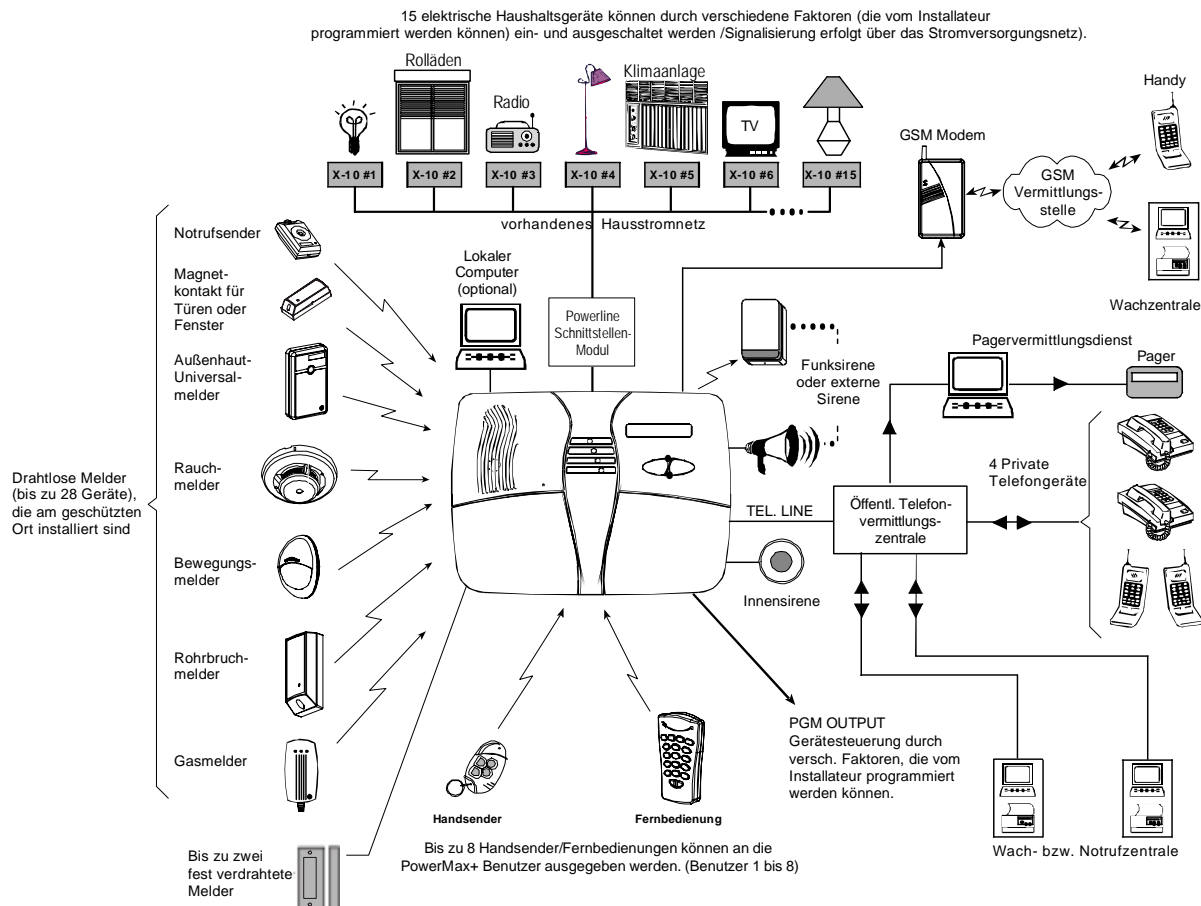 15 elektrische Haushaltsgeräte können durch verschiedene Faktoren (die vom Installateur
programmiert werden können) ein- und ausgeschaltet werden /Signalisierung erfolgt über das Stromversorgungsnetz).
Rolläden
Radio
Klimaanlage
TV
X-10 #1
X-10 #2
X-10 #3
X-10 #4
X-10 #5
X-10 #6
X-10 #15
vorhandenes Hausstromnetz
GSM Modem
Handy
GSM
Vermittlungs-
stelle
Wachzentrale
Notrufsender
Magnet-
kontakt für
Türen oder
Fenster
Außenhaut-
Universal-
melder
Rauch-
melder
Bewegungs-
melder
Rohrbruch-
melder
Gasmelder
Drahtlose Melder
(bis zu 28 Geräte),
die am geschützten
Ort installiert sind
Bis zu zwei
fest verdrahtete
Melder
Lokaler
Computer
(optional)
Powerline
Schnittstellen-
Modul
Funksirene
oder externe
Sirene
Pagervermittlungsdienst
Pager
4 Private
Telefongeräte
TEL. LINE
Öffentl. Telefon-
vermittlungs-
zentrale
Innensirene
PGM OUTPUT
Gerätesteuerung durch
versch. Faktoren, die vom
Installateur programmiert
werden können.
Handsender
Fernbedienung
Bis zu 8 Handsender/Fernbedienungen können an die
PowerMax+ Benutzer ausgegeben werden. (Benutzer 1 bis 8)
Wach- bzw. Notrufzentrale